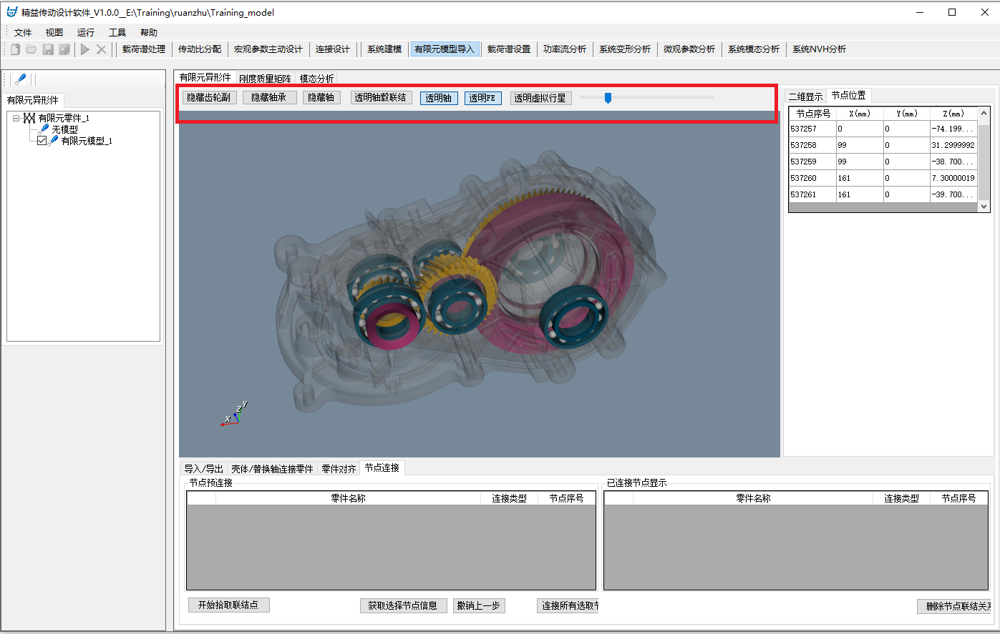 精益传动设计软件_V1.0.0__E:\Training\ruanzhu\Training_model
文件 视图 运行 工具 帮助
载荷谱处理 传动比分配 宏观参数主动设计 连接设计 系统建模 有限元模型导入 载荷谱设置 功率流分析 系统变形分析 微观参数分析 系统模态分析 系统NVH分析
有限元异形件
有限元零件_1
无模型
有限元模型_1
有限元异形件 刚度质量矩阵 模态分析
隐藏齿轮副 隐藏轴承 隐藏轴 透明轴毂联结 透明轴 透明FE 透明虚拟行星
X Z Y
二维显示 节点位置
节点序号 X(mm) Y(mm) Z(mm)
537257 0 0 -74.199...
537258 99 0 31.2999992
537259 99 0 -38.700...
537260 161 0 7.30000019
537261 161 0 -39.700...
导入/导出 壳体/替换轴连接零件 零件对齐 节点连接
节点预连接
零件名称 连接类型 节点序号
开始拾取联结点 获取选择节点信息 撤销上一步 连接所有选取
已连接节点显示
零件名称 连接类型 节点序号
删除节点联结关